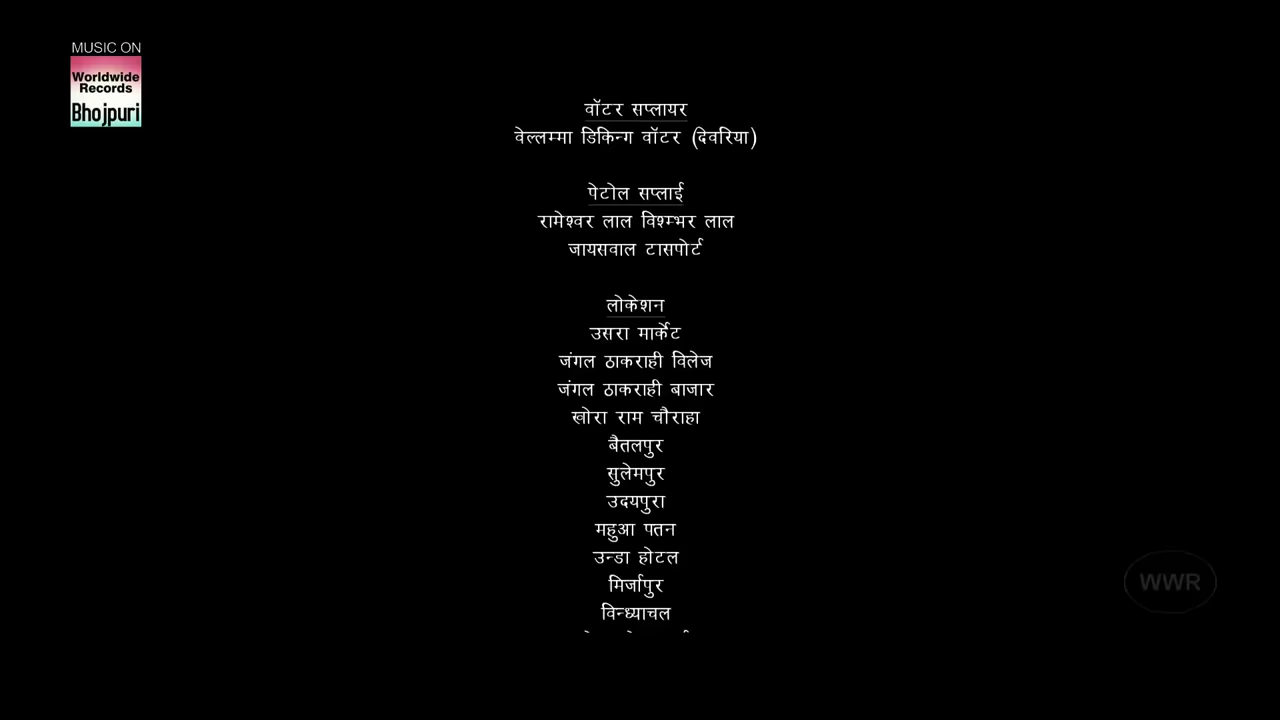 MUSIC ON
Worldwide
Records
Bhojpuri
वॉटर सप्लायर
वेल्लम्मा डिकिन्ग वॉटर (देवरिया)
पेटोल सप्लाई
रामेश्वर लाल विश्म्भर लाल
जायसवाल टासपोर्ट
लोकेशन
उसरा मार्केट
जंगल ठाकराही विलेज
जंगल ठाकराही बाजार
खोरा राम चौराहा
बैतलपुर
सुलेमपुर
उदयपुरा
महुआ पतन
उन्डा होटल
मिर्जापुर
विन्ध्याचल
WWR